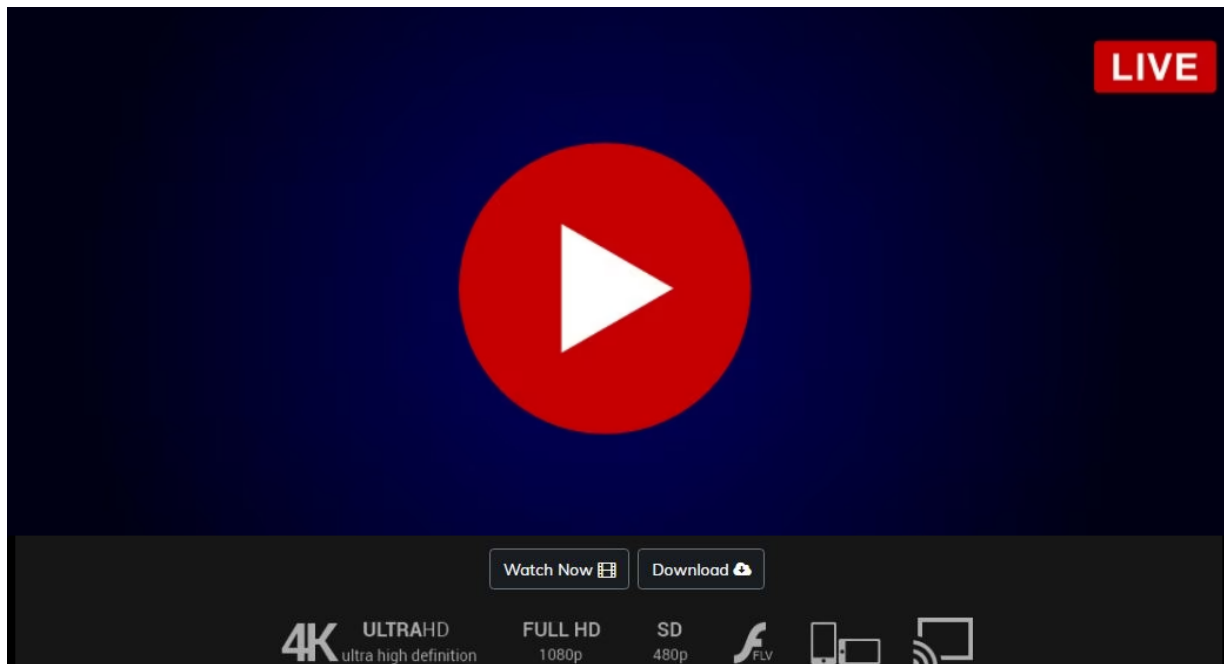 LIVE
Watch Now
Download
4K ULTRAHD FULL HD SD
ultra high definition 1080p 480p FLV